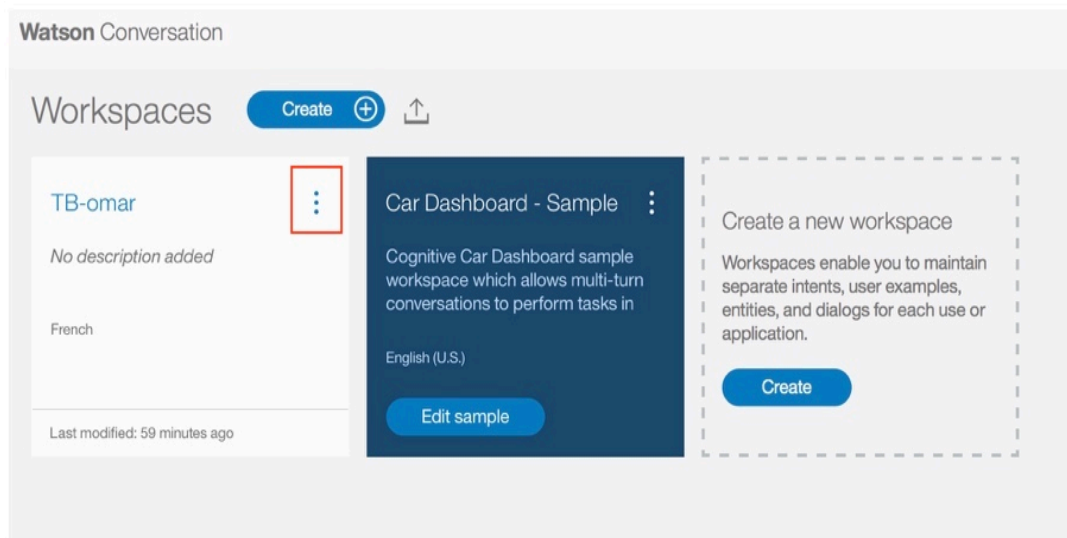 Watson Conversation
Workspaces
Create
TB-omar
No description added
French
Last modified: 59 minutes ago
Car Dashboard - Sample
Cognitive Car Dashboard sample
workspace which allows multi-turn
conversations to perform tasks in
English (U.S.)
Edit sample
Create a new workspace
Workspaces enable you to maintain
separate intents, user examples,
entities, and dialogs for each use or
application.
Create